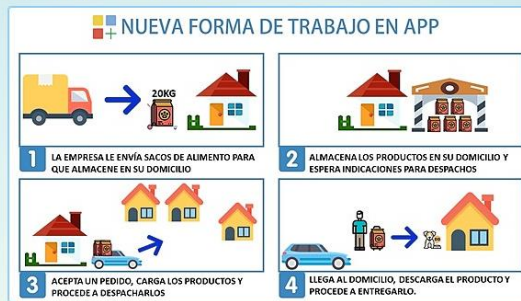 NUEVA FORMA DE TRABAJO EN APP
20KG
1 LA EMPRESA LE ENVÍA SACOS DE ALIMENTO PARA
QUE ALMACENE EN SU DOMICILIO
2 ALMACENA LOS PRODUCTOS EN SU DOMICILIO Y
ESPERA INDICACIONES PARA DESPACHOS
3 ACEPTA UN PEDIDO, CARGA LOS PRODUCTOS Y
PROCEDE A DESPACHARLOS
4 LLEGA AL DOMICILIO, DESCARGA EL PRODUCTO Y
PROCEDE A ENTREGARLO.